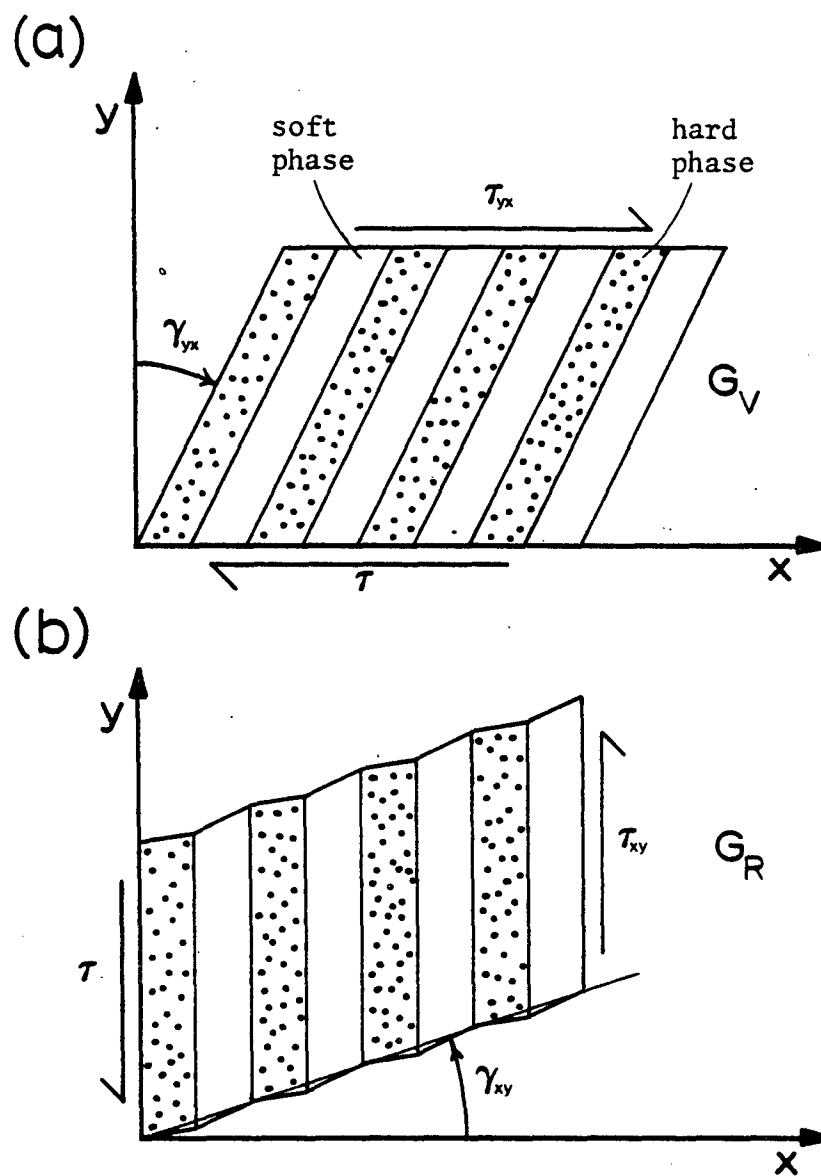 (a)
y
soft
phase
hard
phase
τyx
γyx
GV
τ
x
(b)
y
τxy
GR
τ
γxy
x